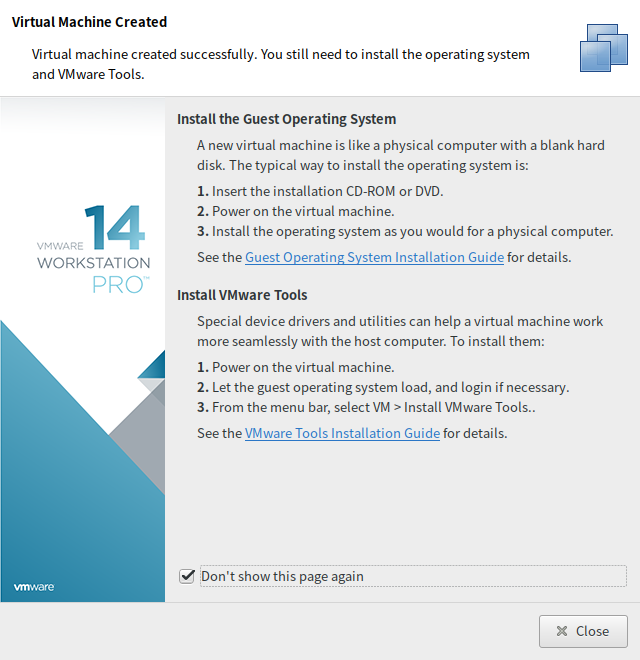 Virtual Machine Created
Virtual machine created successfully. You still need to install the operating system
and VMware Tools.
VMWARE 14
WORKSTATION
PRO™
vmware
Install the Guest Operating System
A new virtual machine is like a physical computer with a blank hard
disk. The typical way to install the operating system is:
1. Insert the installation CD-ROM or DVD.
2. Power on the virtual machine.
3. Install the operating system as you would for a physical computer.
See the Guest Operating System Installation Guide for details.
Install VMware Tools
Special device drivers and utilities can help a virtual machine work
more seamlessly with the host computer. To install them:
1. Power on the virtual machine.
2. Let the guest operating system load, and login if necessary.
3. From the menu bar, select VM > Install VMware Tools..
See the VMware Tools Installation Guide for details.
Don't show this page again
Close